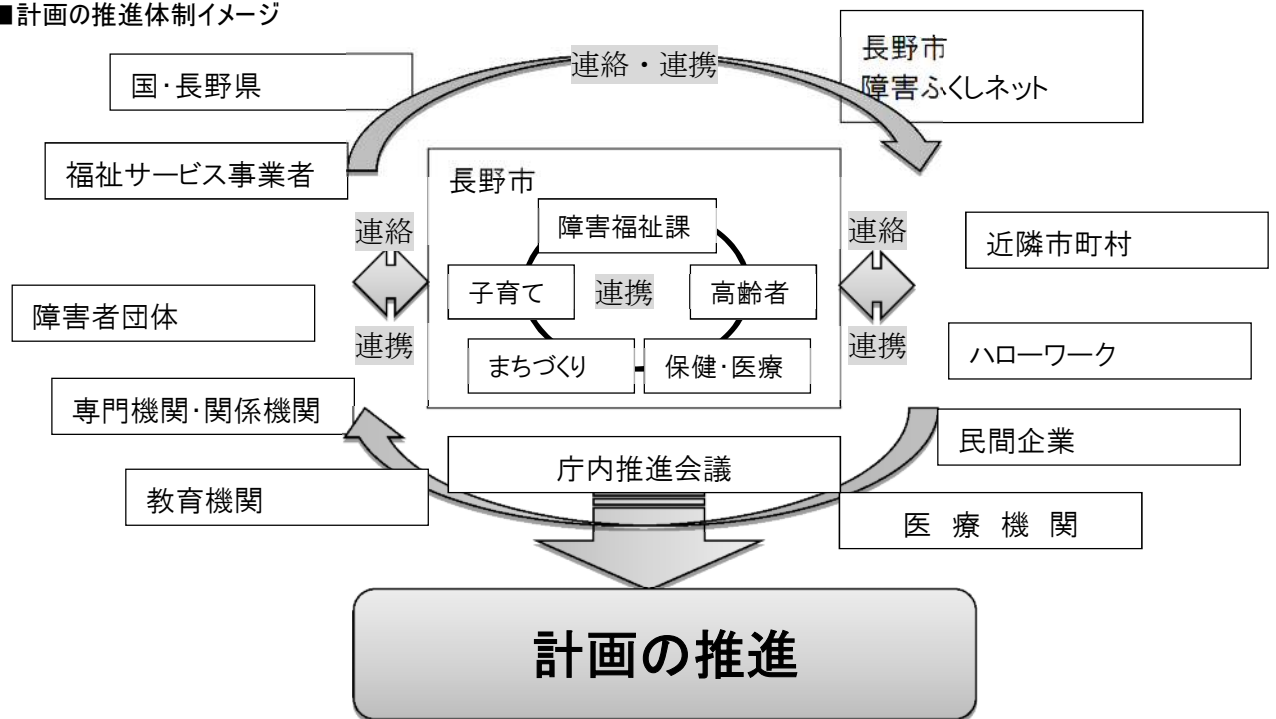 ■計画の推進体制イメージ
連絡・連携
国・長野県
長野市
障害ふくしネット
福祉サービス事業者
長野市
障害福祉課
連絡
連絡
近隣市町村
子育て
連携
高齢者
障害者団体
連携
連携
まちづくり
保健・医療
ハローワーク
専門機関・関係機関
民間企業
庁内推進会議
教育機関
医 療 機 関
計画の推進